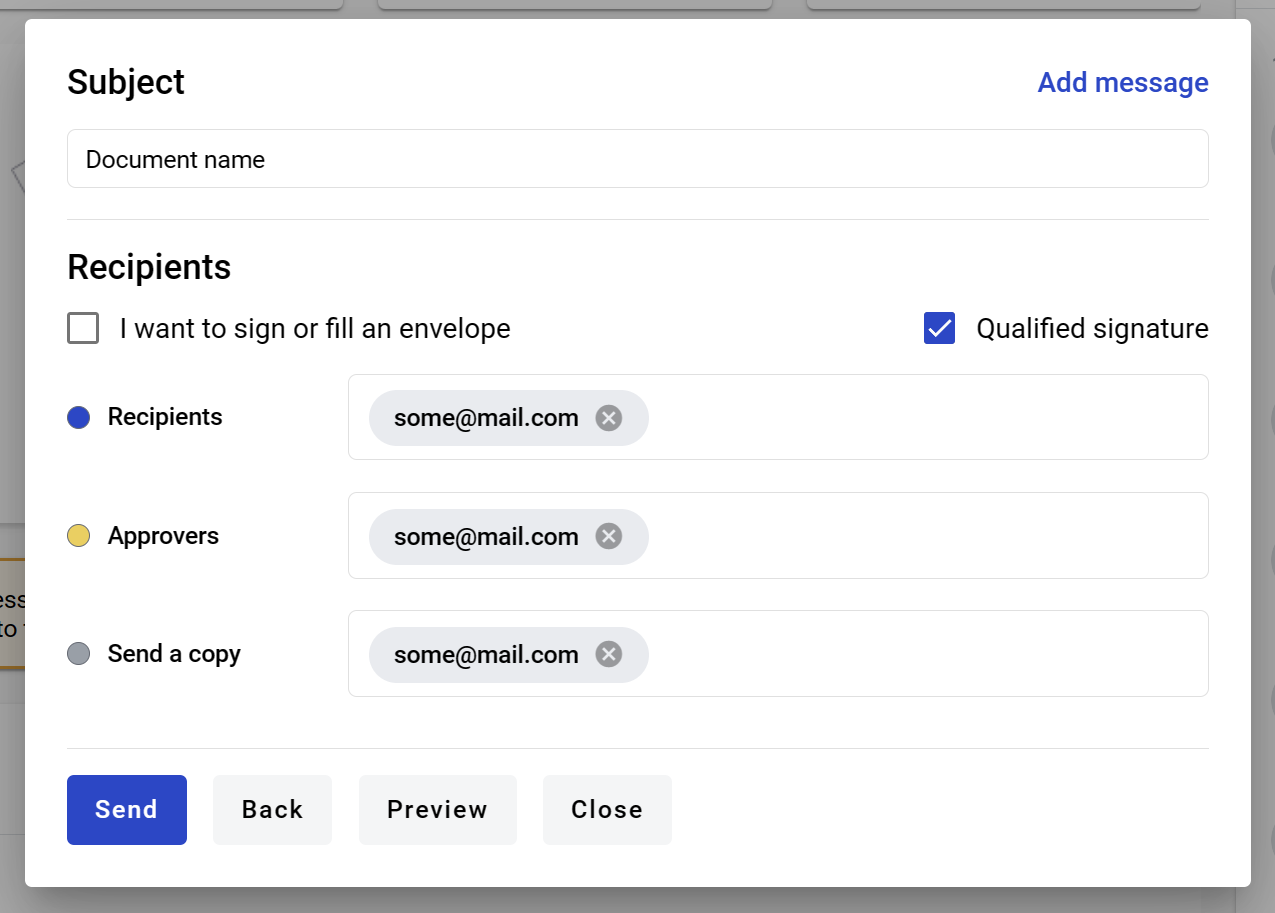 Subject
Add message
Document name
Recipients
I want to sign or fill an envelope
Qualified signature
Recipients
some@mail.com
Approvers
some@mail.com
Send a copy
some@mail.com
Send
Back
Preview
Close